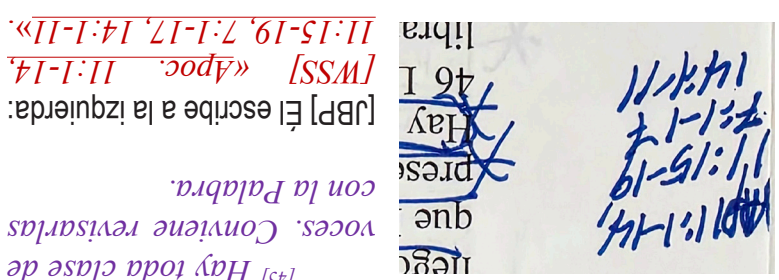 Ap 11:1-14,
11:15-19
7:1-17
14:1-11
que
prese
Hay
46
libra
[45] Hay toda clase de
voces. Conviene revisarlas
con la Palabra.
[JBP] Él escribe a la izquierda:
[WSS] «Apoc. 11:1-14,
11:15-19, 7:1-17, 14:1-11».